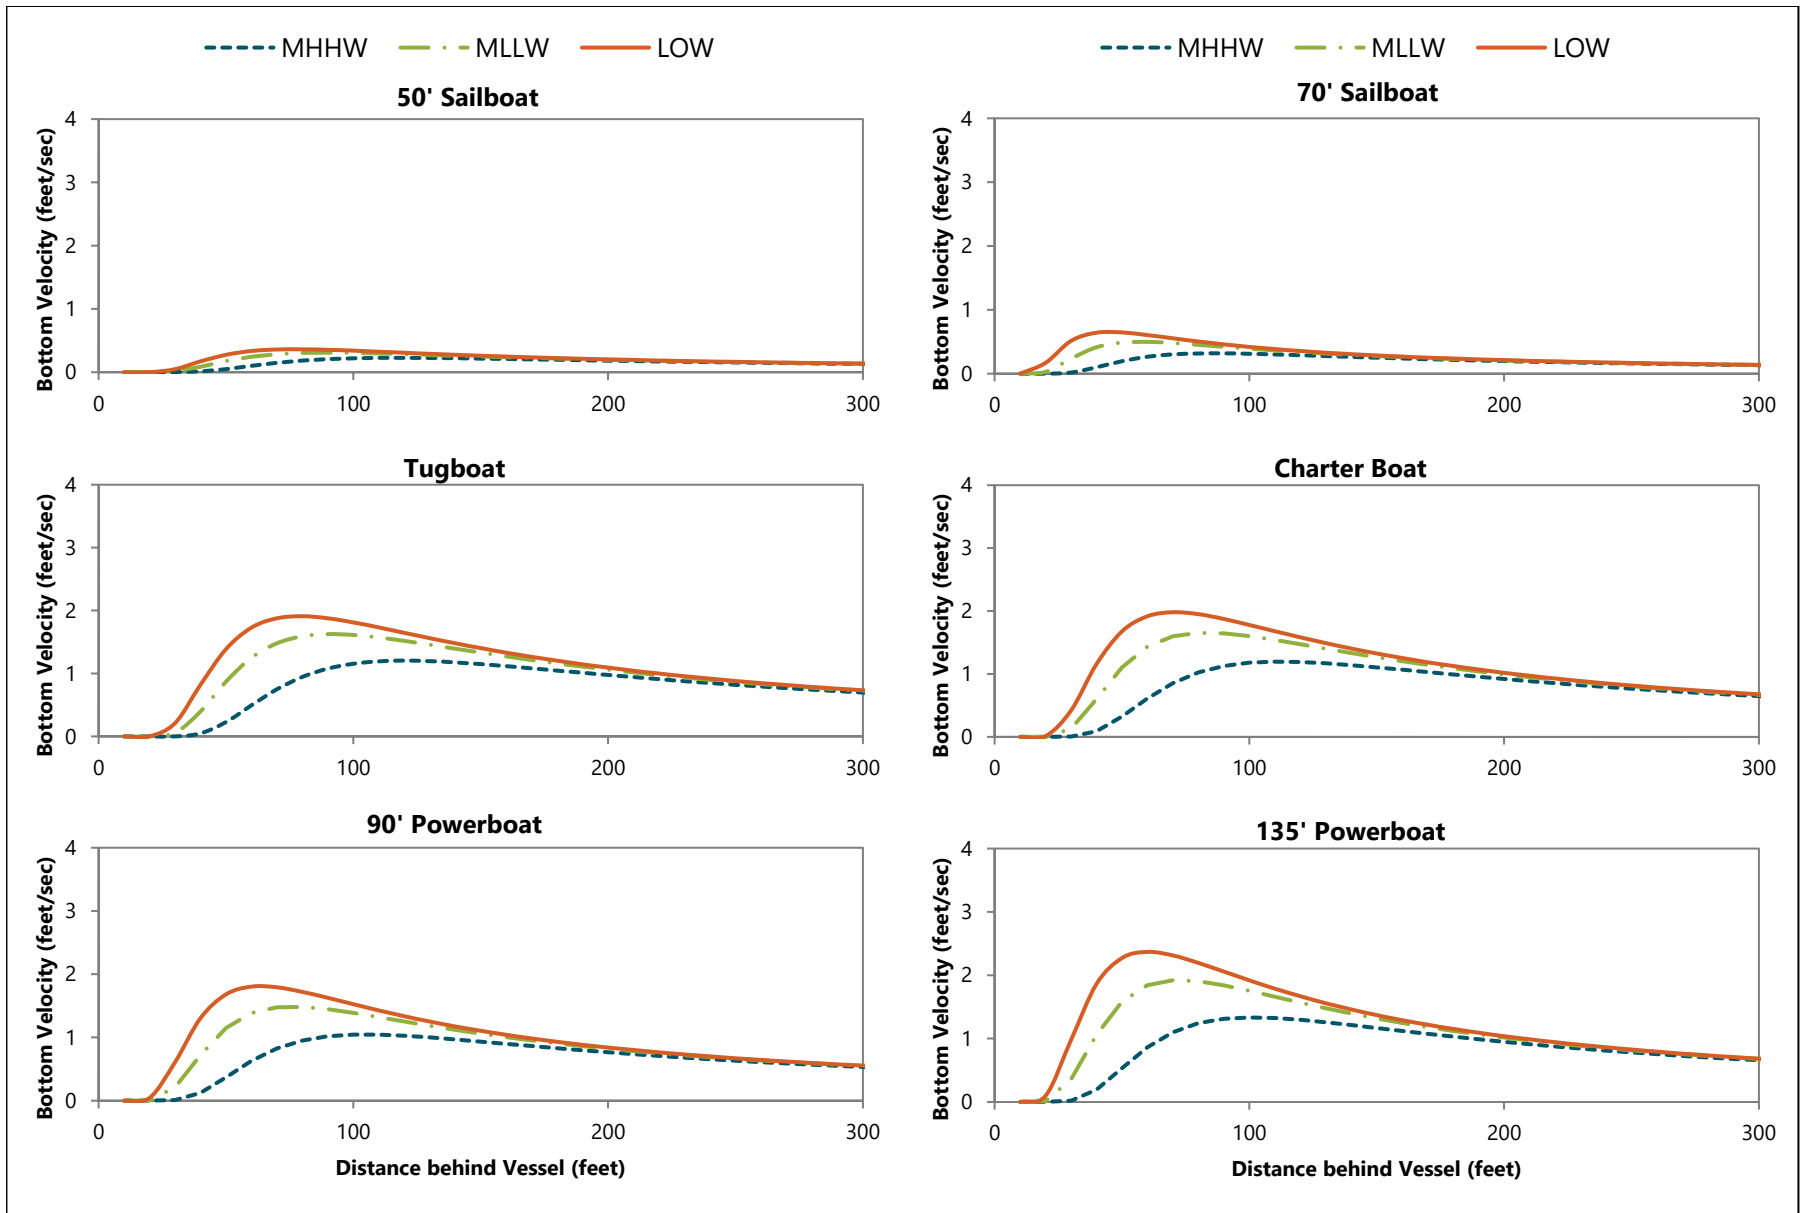 MHHW MLLW LOW
MHHW MLLW LOW
50' Sailboat
Bottom Velocity (feet/sec)
4
3
2
1
0
0 100 200 300
70' Sailboat
Bottom Velocity (feet/sec)
4
3
2
1
0
0 100 200 300
Tugboat
Bottom Velocity (feet/sec)
4
3
2
1
0
0 100 200 300
Charter Boat
Bottom Velocity (feet/sec)
4
3
2
1
0
0 100 200 300
90' Powerboat
Bottom Velocity (feet/sec)
4
3
2
1
0
0 100 200 300
Distance behind Vessel (feet)
135' Powerboat
Bottom Velocity (feet/sec)
4
3
2
1
0
0 100 200 300
Distance behind Vessel (feet)